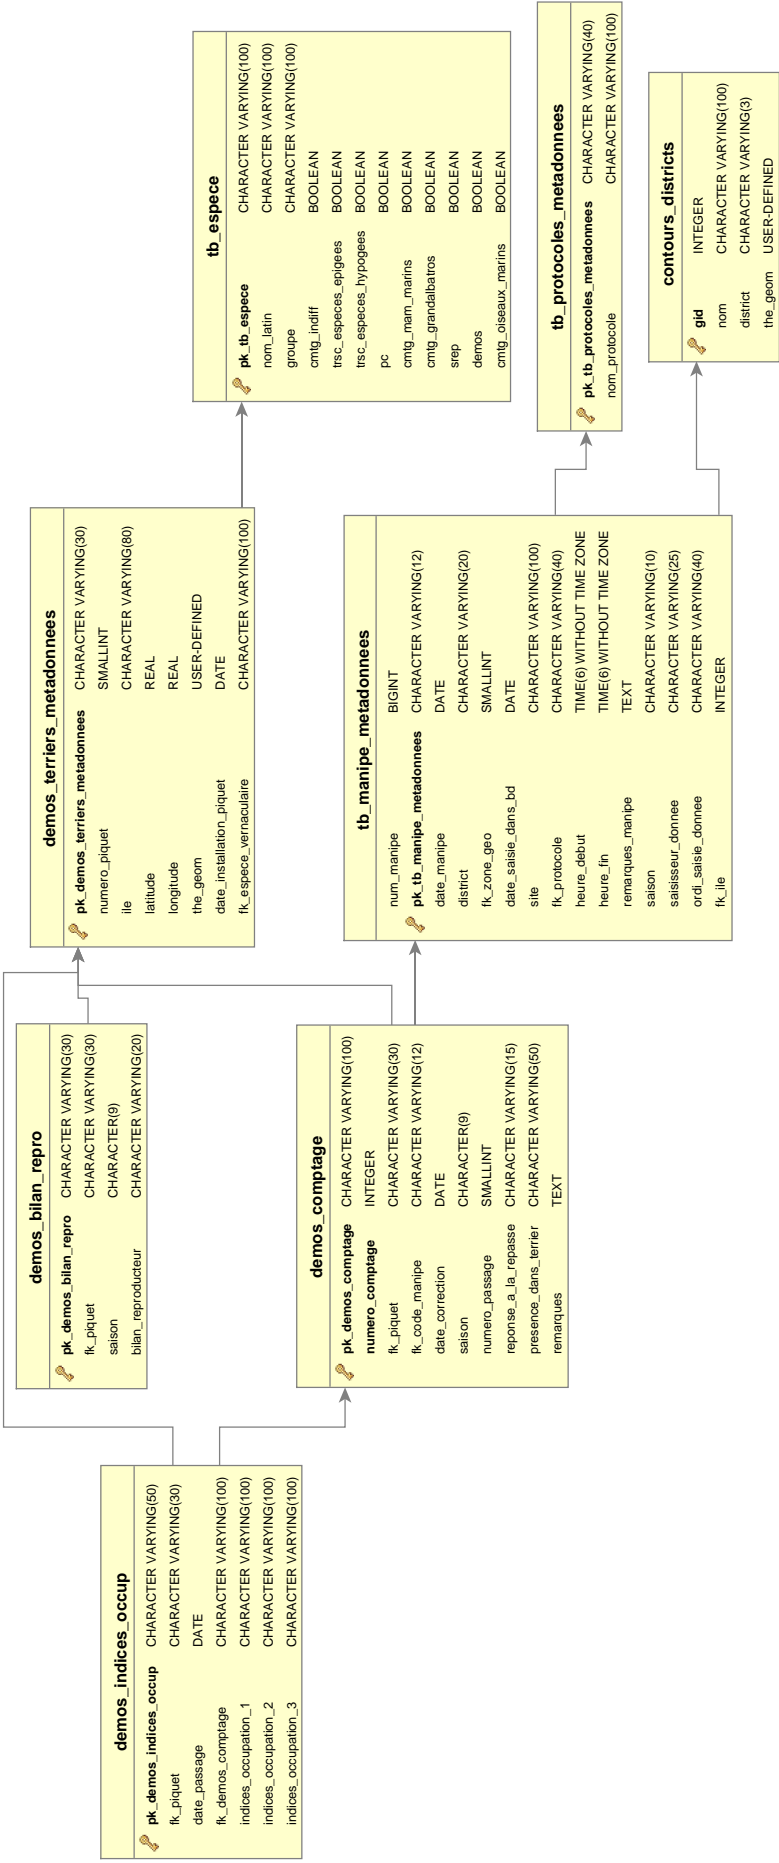 demos_indices_occup
pk_demos_indices_occup CHARACTER VARYING(50)
fk_piquet CHARACTER VARYING(30)
date_passage DATE
fk_demos_comptage CHARACTER VARYING(100)
indices_occupation_1 CHARACTER VARYING(100)
indices_occupation_2 CHARACTER VARYING(100)
indices_occupation_3 CHARACTER VARYING(100)
demos_bilan_repro
pk_demos_bilan_repro CHARACTER VARYING(30)
fk_piquet CHARACTER VARYING(30)
saison CHARACTER(9)
bilan_reproducteur CHARACTER VARYING(20)
demos_comptage
pk_demos_comptage CHARACTER VARYING(100)
numero_comptage INTEGER
fk_piquet CHARACTER VARYING(30)
fk_code_manipe CHARACTER VARYING(12)
date_correction DATE
saison CHARACTER(9)
numero_passage SMALLINT
reponse_a_la_repasse CHARACTER VARYING(15)
presence_dans_terrier CHARACTER VARYING(50)
remarques TEXT
demos_terriers_metadonnees
pk_demos_terriers_metadonnees CHARACTER VARYING(30)
numero_piquet SMALLINT
ile CHARACTER VARYING(80)
latitude REAL
longitude REAL
the_geom USER-DEFINED
date_installation_piquet DATE
fk_espece_vernaculaire CHARACTER VARYING(100)
tb_manipe_metadonnees
num_manipe BIGINT
pk_tb_manipe_metadonnees CHARACTER VARYING(12)
date_manipe DATE
district CHARACTER VARYING(20)
fk_zone_geo SMALLINT
date_saisie_dans_bd DATE
site CHARACTER VARYING(100)
fk_protocole CHARACTER VARYING(40)
heure_debut TIME(6) WITHOUT TIME ZONE
heure_fin TIME(6) WITHOUT TIME ZONE
remarques_manipe TEXT
saison CHARACTER VARYING(10)
saisisseur_donnee CHARACTER VARYING(25)
ordi_saisie_donnee CHARACTER VARYING(40)
fk_ile INTEGER
tb_espece
pk_tb_espece CHARACTER VARYING(100)
nom_latin CHARACTER VARYING(100)
groupe CHARACTER VARYING(100)
cmtg_indiff BOOLEAN
trsc_especes_epigees BOOLEAN
trsc_especes_hypogees BOOLEAN
pc BOOLEAN
cmtg_mam_marins BOOLEAN
cmtg_grandalbatros BOOLEAN
srep BOOLEAN
demos BOOLEAN
cmtg_oiseaux_marins BOOLEAN
tb_protocoles_metadonnees
pk_tb_protocoles_metadonnees CHARACTER VARYING(40)
nom_protocole CHARACTER VARYING(100)
contours_districts
gid INTEGER
nom CHARACTER VARYING(100)
district CHARACTER VARYING(3)
the_geom USER-DEFINED